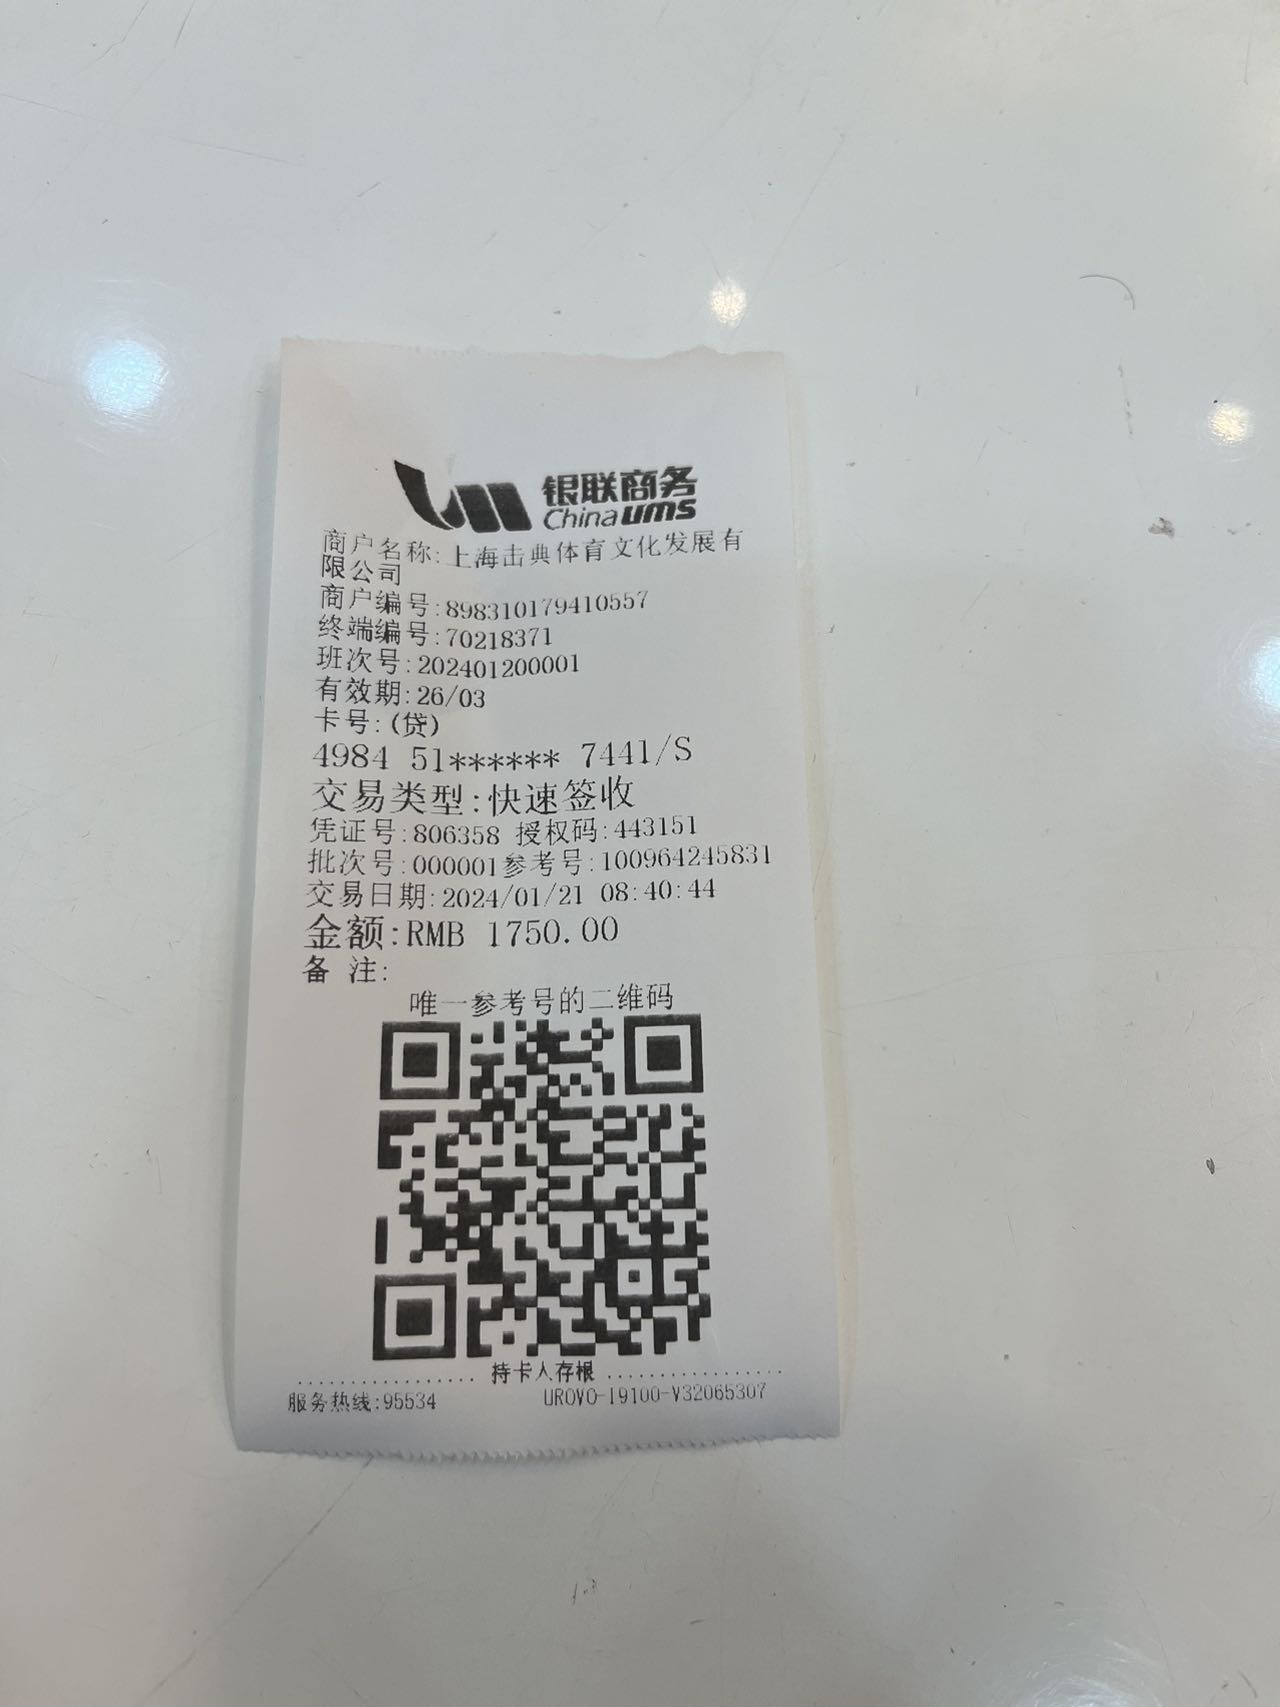 银联商务
China ums
商户名称:上海击典体育文化发展有
限公司
商户编号:898310179410557
终端编号:70218371
班次号:202401200001
有效期:26/03
卡号:(贷)
4984 51****** 7441/S
交易类型:快速签收
凭证号:806358 授权码:443151
批次号:000001参考号:100964245831
交易日期:2024/01/21 08:40:44
金额:RMB 1750.00
备 注:
唯一参考号的二维码
................ 持卡人存根 ................
服务热线:95534 UROVO-I9100-V32065307